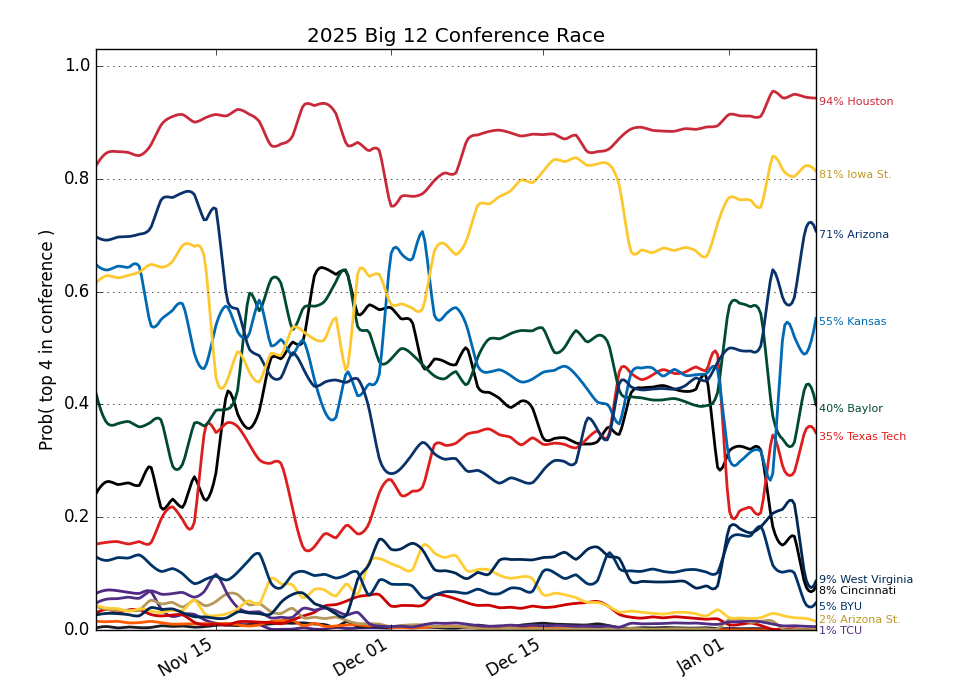 2025 Big 12 Conference Race
Prob( top 4 in conference )
1.0
0.8
0.6
0.4
0.2
0.0
Nov 15
Dec 01
Dec 15
Jan 01
94% Houston
81% Iowa St.
71% Arizona
55% Kansas
40% Baylor
35% Texas Tech
9% West Virginia
8% Cincinnati
5% BYU
2% Arizona St.
1% TCU